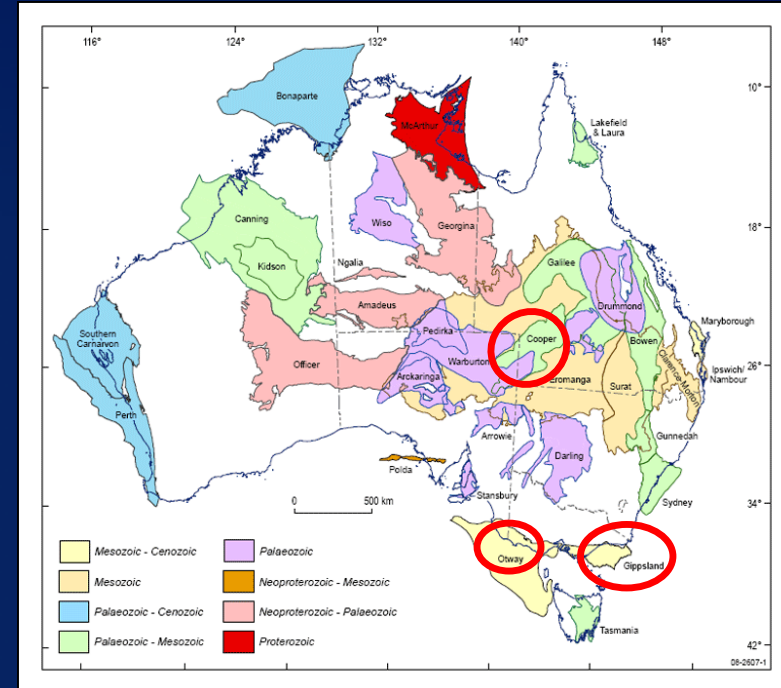 116°
124°
132°
140°
148°
10°
18°
26°
34°
42°
Bonaparte
McArthur
Lakefield
& Laura
Canning
Kidson
Wiso
Georgina
Ngalia
Galilee
Drummond
Amadeus
Pedirka
Cooper
Bowen
Maryborough
Southern
Carnarvon
Officer
Warburton
Arckaringa
Eromanga
Surat
Clarence-Morton
Ipswich/
Nambour
Perth
Arrowie
Darling
Gunnedah
Polda
Stansbury
Sydney
0 500 km
Otway
Gippsland
Tasmania
Mesozoic - Cenozoic
Mesozoic
Palaeozoic - Cenozoic
Palaeozoic - Mesozoic
Palaeozoic
Neoproterozoic - Mesozoic
Neoproterozoic - Palaeozoic
Proterozoic
08-2607-1